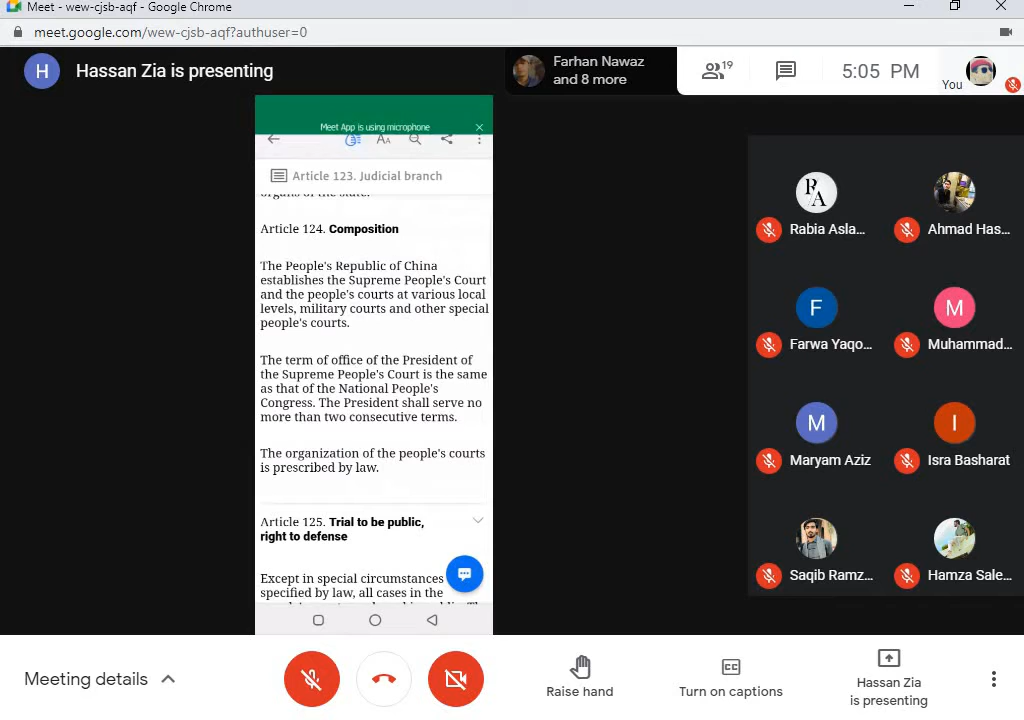 Meet - wew-cjsb-aqf - Google Chrome
meet.google.com/wew-cjsb-aqf?authuser=0
H
Hassan Zia is presenting
Farhan Nawaz
and 8 more
19
5:05 PM
You
Meet App is using microphone
AA
Article 123. Judicial branch
organs of the state.
Article 124. Composition
The People's Republic of China
establishes the Supreme People's Court
and the people's courts at various local
levels, military courts and other special
people's courts.
The term of office of the President of
the Supreme People's Court is the same
as that of the National People's
Congress. The President shall serve no
more than two consecutive terms.
The organization of the people's courts
is prescribed by law.
Article 125. Trial to be public,
right to defense
Except in special circumstances
specified by law, all cases in the
RA
Rabia Asla...
Ahmad Has...
F
Farwa Yaqo...
M
Muhammad...
M
Maryam Aziz
I
Isra Basharat
Saqib Ramz...
Hamza Sale...
Meeting details
Raise hand
CC
Turn on captions
Hassan Zia
is presenting